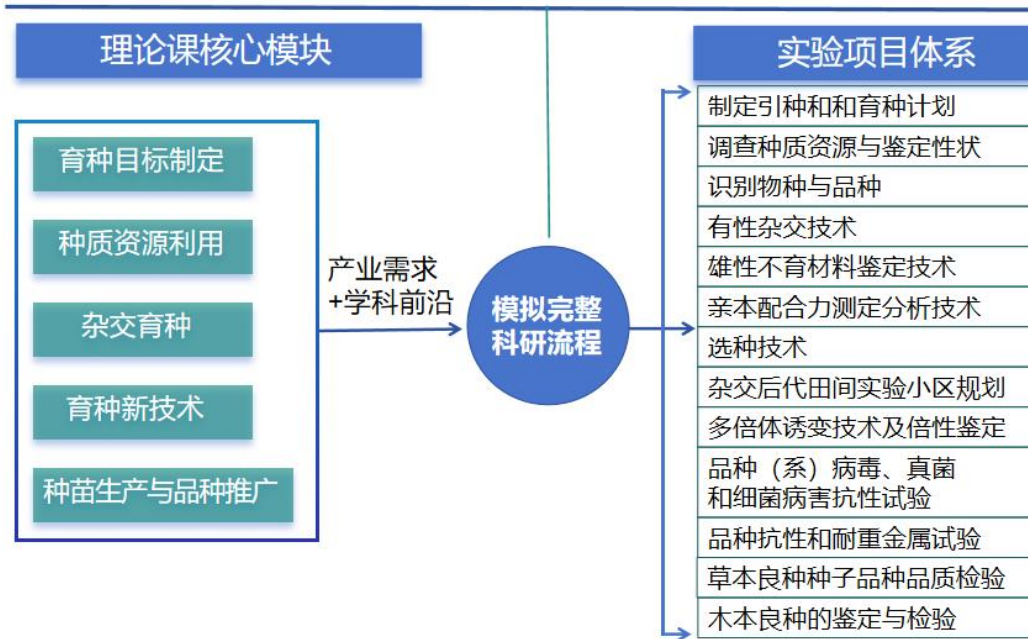 理论课核心模块
育种目标制定
种质资源利用
杂交育种
育种新技术
种苗生产与品种推广
产业需求
+学科前沿
模拟完整
科研流程
实验项目体系
制定引种和和育种计划
调查种质资源与鉴定性状
识别物种与品种
有性杂交技术
雄性不育材料鉴定技术
亲本配合力测定分析技术
选种技术
杂交后代田间实验小区规划
多倍体诱变技术及倍性鉴定
品种（系）病毒、真菌
和细菌病害抗性试验
品种抗性和耐重金属试验
草本良种种子品种品质检验
木本良种的鉴定与检验